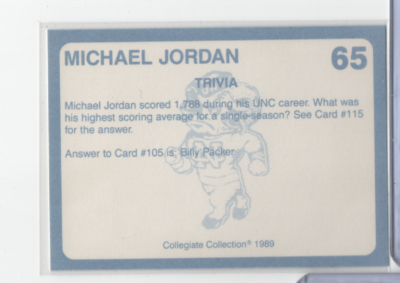 MICHAEL JORDAN 65
TRIVIA
Michael Jordan scored 1,788 during his UNC career. What was
his highest scoring average for a single-season? See Card #115
for the answer.
Answer to Card #105 is: Billy Packer
Collegiate Collection® 1989